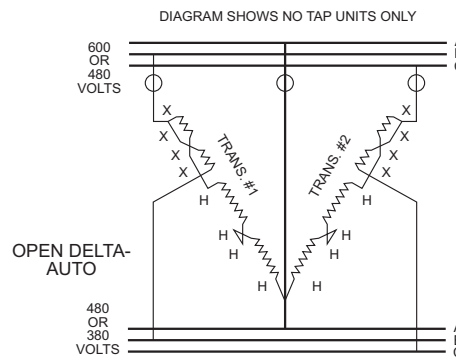 DIAGRAM SHOWS NO TAP UNITS ONLY
600
OR
480
VOLTS
X
X
X
X
TRANS. #1
H
H
H
H
X
X
X
X
TRANS. #2
H
H
H
H
OPEN DELTA-
AUTO
480
OR
380
VOLTS